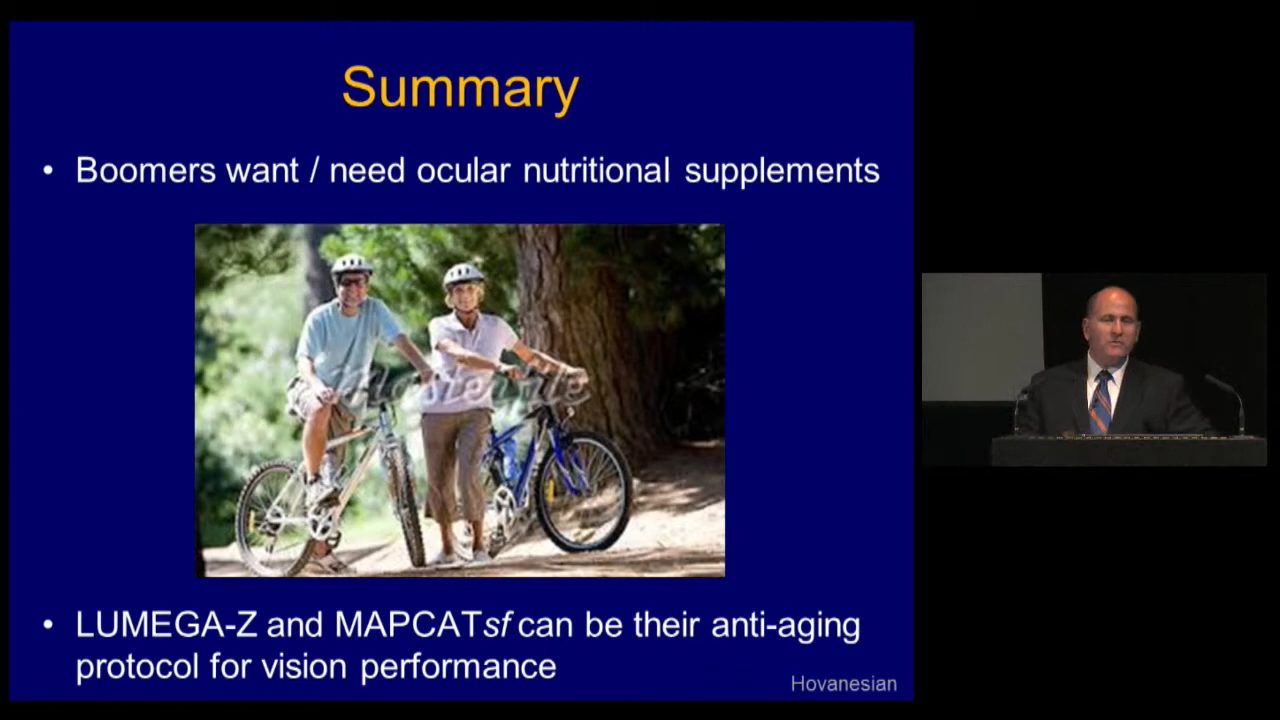 Summary
• Boomers want / need ocular nutritional supplements
Masterfile
• LUMEGA-Z and MAPCATsf can be their anti-aging
protocol for vision performance
Hovanesian